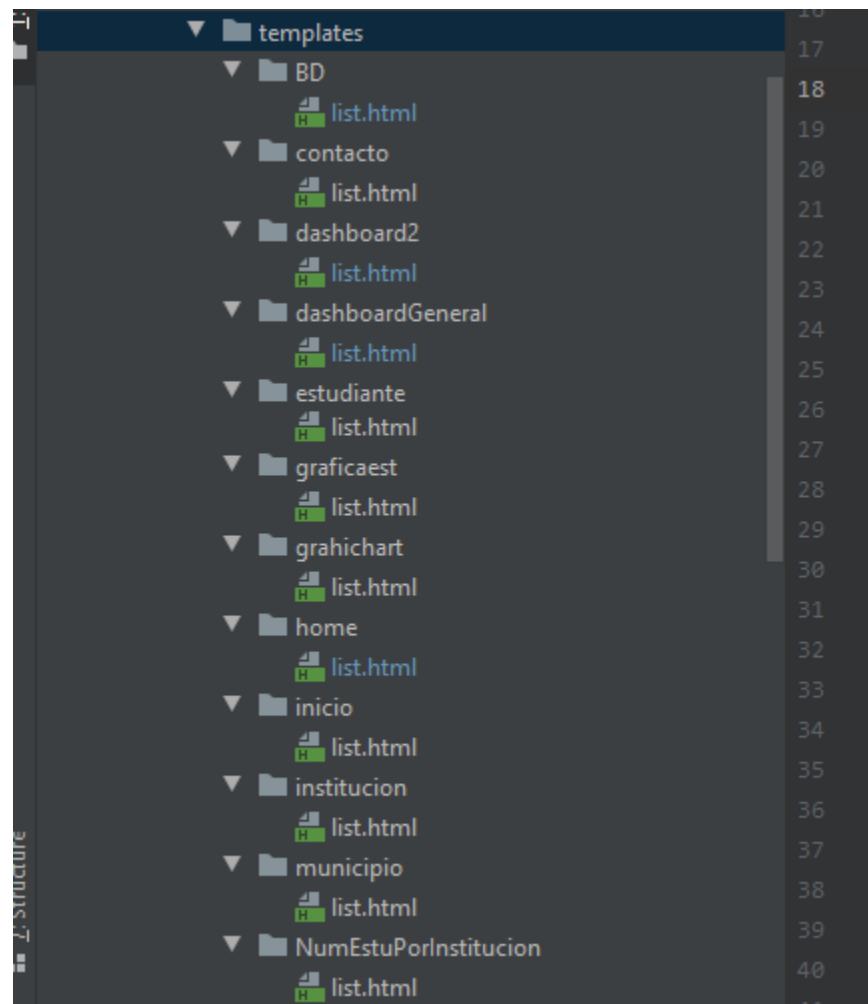 templates
BD
list.html
contacto
list.html
dashboard2
list.html
dashboardGeneral
list.html
estudiante
list.html
graficaest
list.html
grahichart
list.html
home
list.html
inicio
list.html
institucion
list.html
municipio
list.html
NumEstuPorInstitucion
list.html
Z: Structure
16
17
18
19
20
21
22
23
24
25
26
27
28
29
30
31
32
33
34
35
36
37
38
39
40